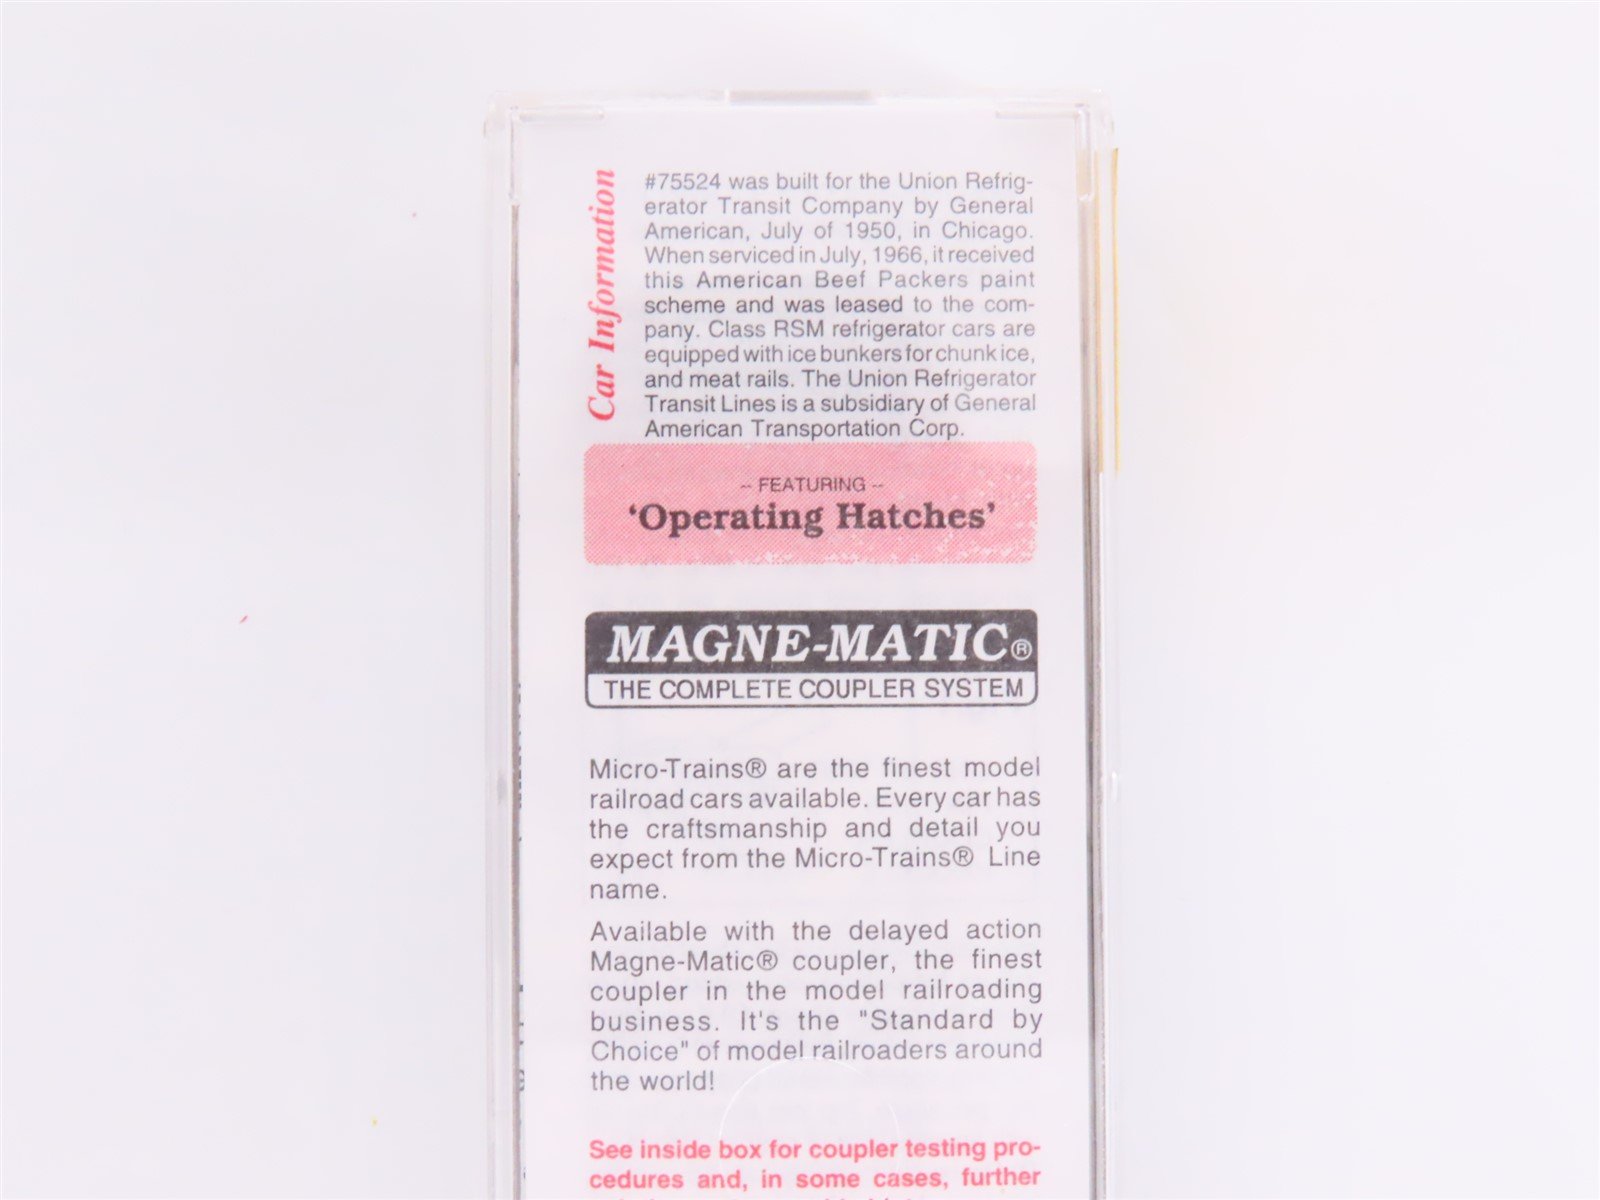 Car Information
#75524 was built for the Union Refrig-
erator Transit Company by General
American, July of 1950, in Chicago.
When serviced in July, 1966, it received
this American Beef Packers paint
scheme and was leased to the com-
pany. Class RSM refrigerator cars are
equipped with ice bunkers for chunk ice,
and meat rails. The Union Refrigerator
Transit Lines is a subsidiary of General
American Transportation Corp.
-- FEATURING --
'Operating Hatches'
MAGNE-MATIC®
THE COMPLETE COUPLER SYSTEM
Micro-Trains® are the finest model
railroad cars available. Every car has
the craftsmanship and detail you
expect from the Micro-Trains® Line
name.
Available with the delayed action
Magne-Matic® coupler, the finest
coupler in the model railroading
business. It's the "Standard by
Choice" of model railroaders around
the world!
See inside box for coupler testing pro-
cedures and, in some cases, further